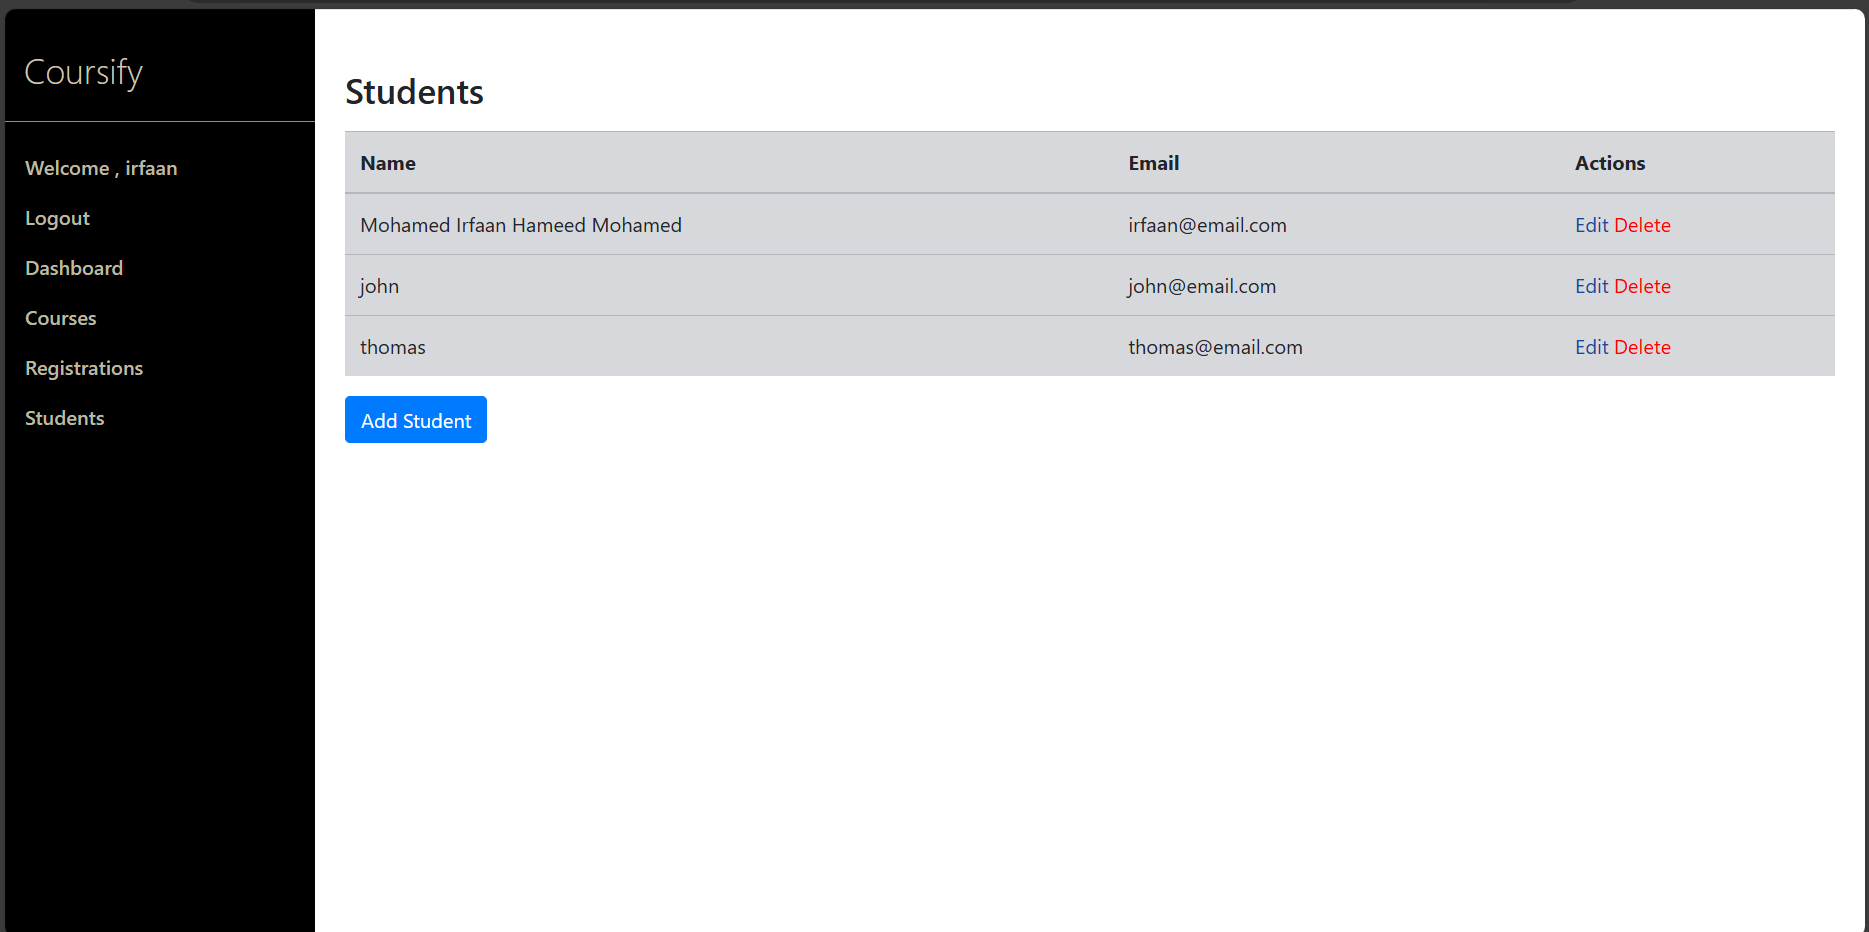 Coursify
Welcome , irfaan
Logout
Dashboard
Courses
Registrations
Students
Students
Name Email Actions
Mohamed Irfaan Hameed Mohamed irfaan@email.com Edit Delete
john john@email.com Edit Delete
thomas thomas@email.com Edit Delete
Add Student